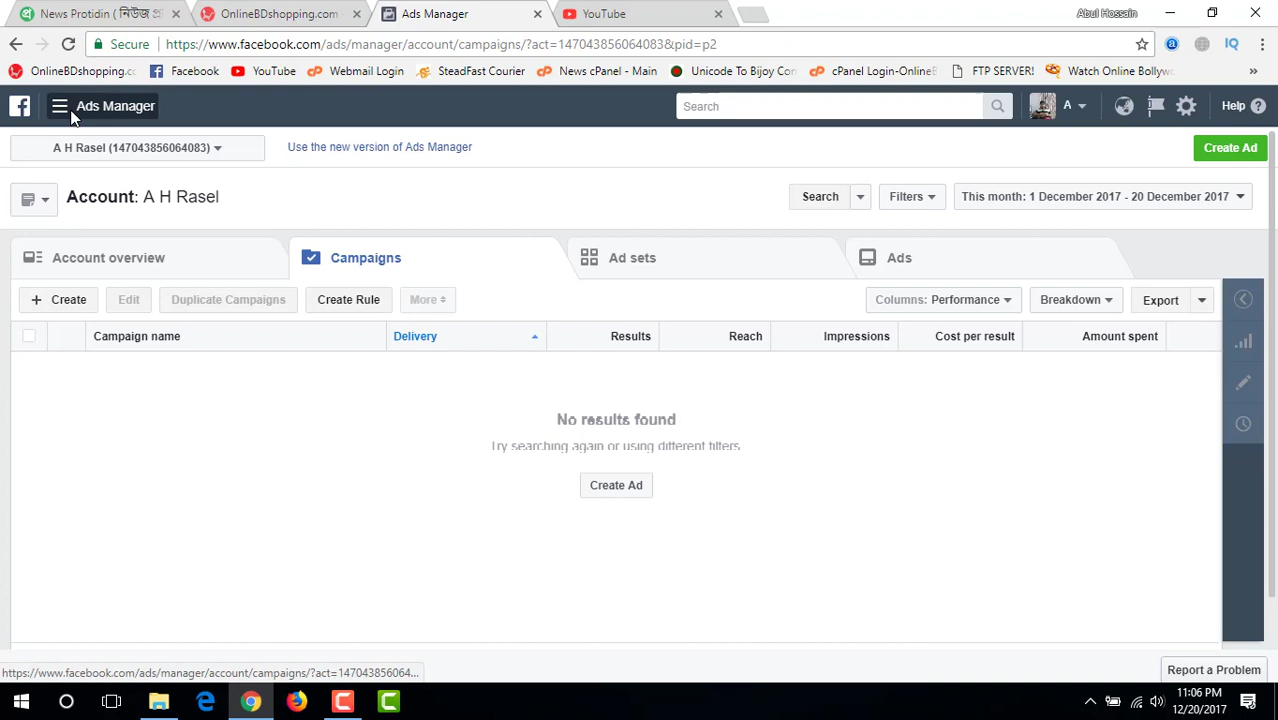 News Protidin ( নিউজ প্র
OnlineBDshopping.com -
Ads Manager
YouTube
Abul Hossain
Secure
https://www.facebook.com/ads/manager/account/campaigns/?act=147043856064083&pid=p2
OnlineBDshopping.cc
Facebook
YouTube
Webmail Login
SteadFast Courier
News cPanel - Main
Unicode To Bijoy Con
cPanel Login-OnlineB
FTP SERVER!
Watch Online Bollyw
Ads Manager
Search
A
Help
A H Rasel (147043856064083)
Use the new version of Ads Manager
Create Ad
Account: A H Rasel
Search
Filters
This month: 1 December 2017 - 20 December 2017
Account overview
Campaigns
Ad sets
Ads
+ Create
Edit
Duplicate Campaigns
Create Rule
More
Columns: Performance
Breakdown
Export
Campaign name
Delivery
Results
Reach
Impressions
Cost per result
Amount spent
No results found
Try searching again or using different filters
Create Ad
https://www.facebook.com/ads/manager/account/campaigns/?act=147043856064...
Report a Problem
11:06 PM
12/20/2017